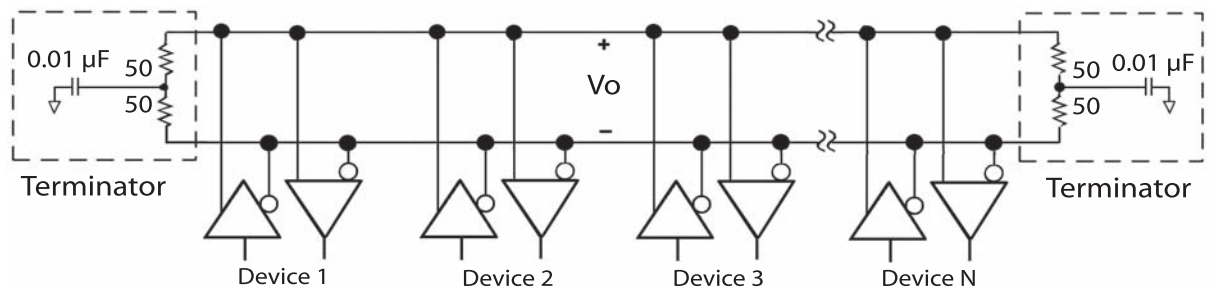 0.01 µF
50
50
Terminator
+
Vo
−
50
50
0.01 µF
Terminator
Device 1
Device 2
Device 3
Device N